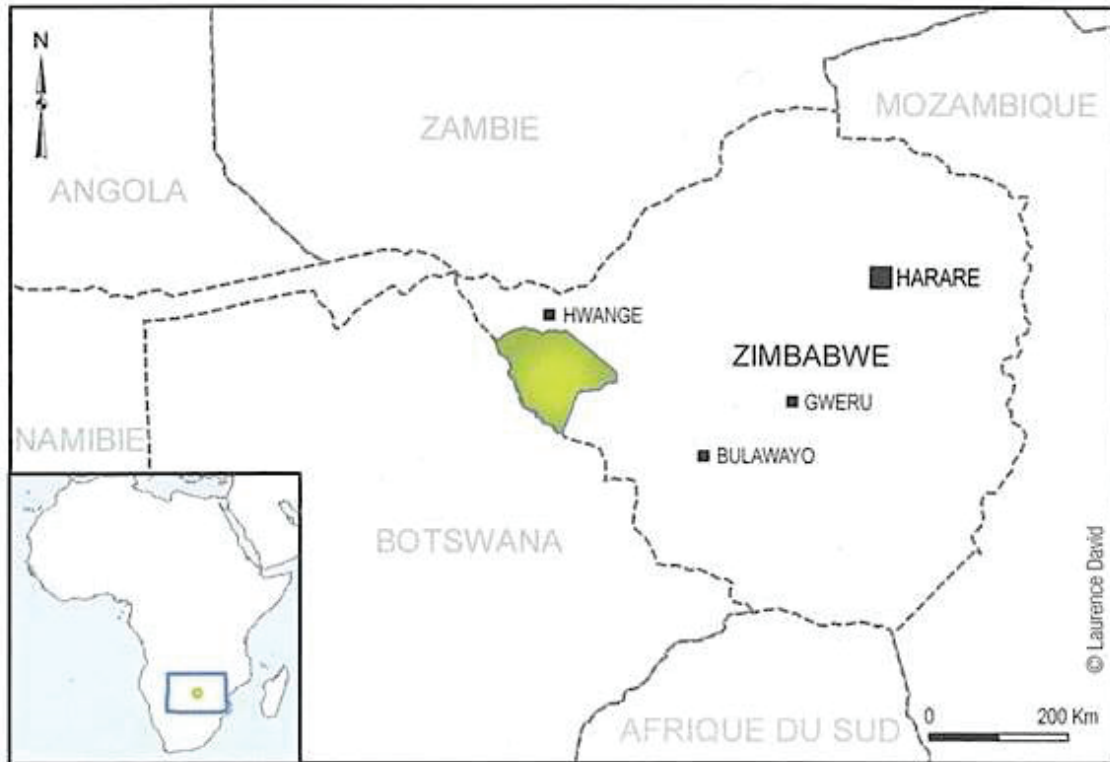 N
ZAMBIE
MOZAMBIQUE
ANGOLA
HARARE
HWANGE
ZIMBABWE
GWERU
NAMIBIE
BULAWAYO
BOTSWANA
© Laurence David
AFRIQUE DU SUD
0 200 Km